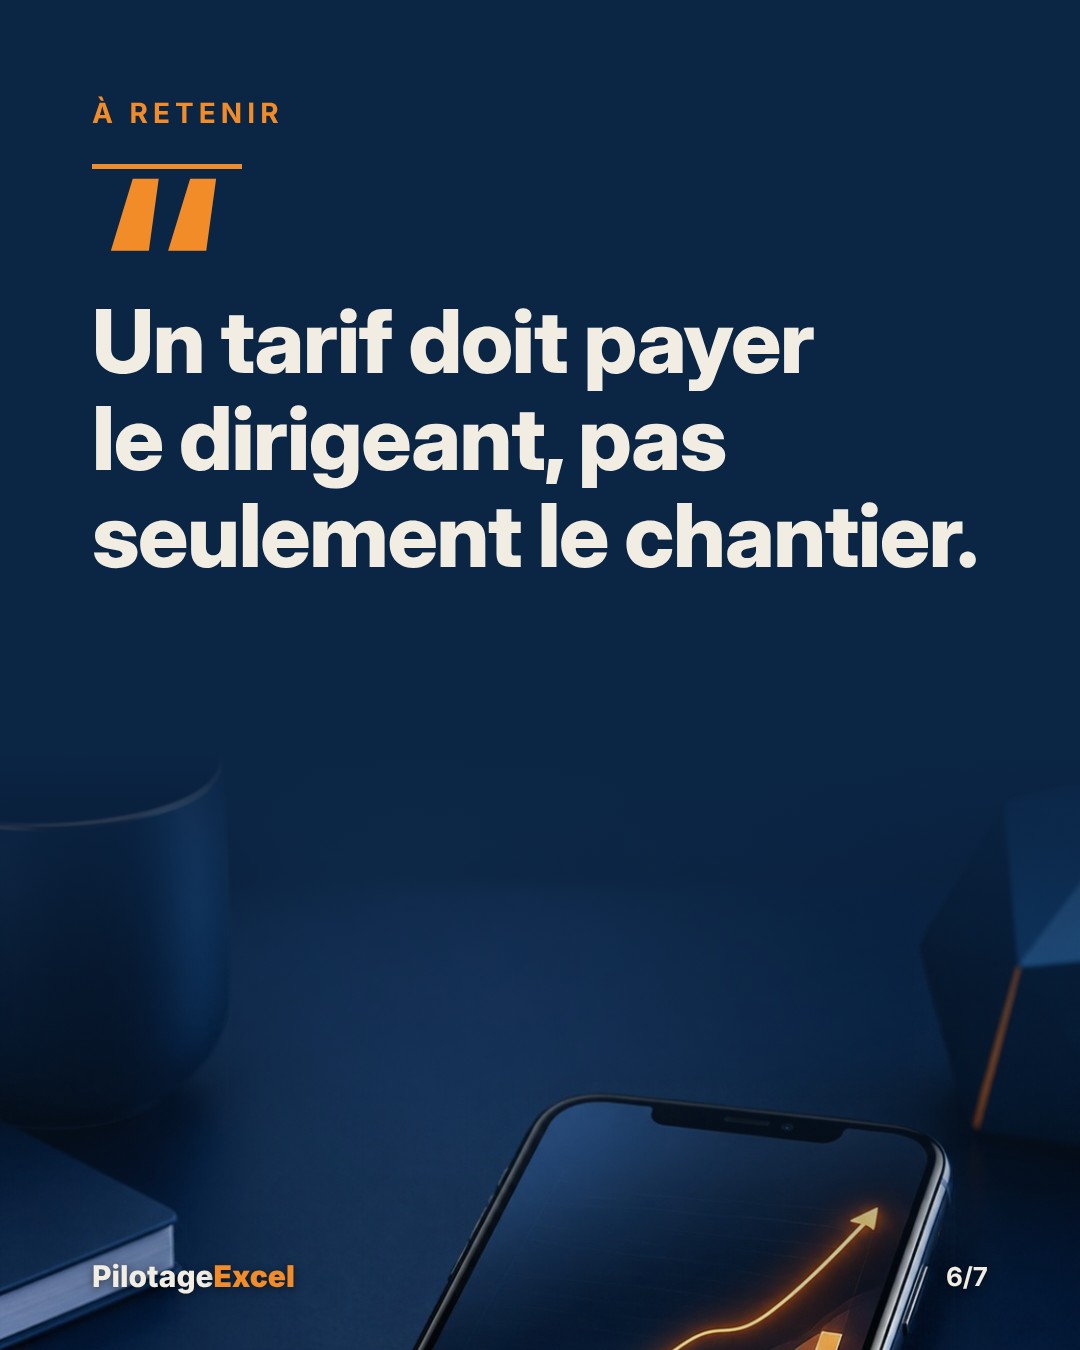 À RETENIR
"
Un tarif doit payer
le dirigeant, pas
seulement le chantier.
PilotageExcel
6/7